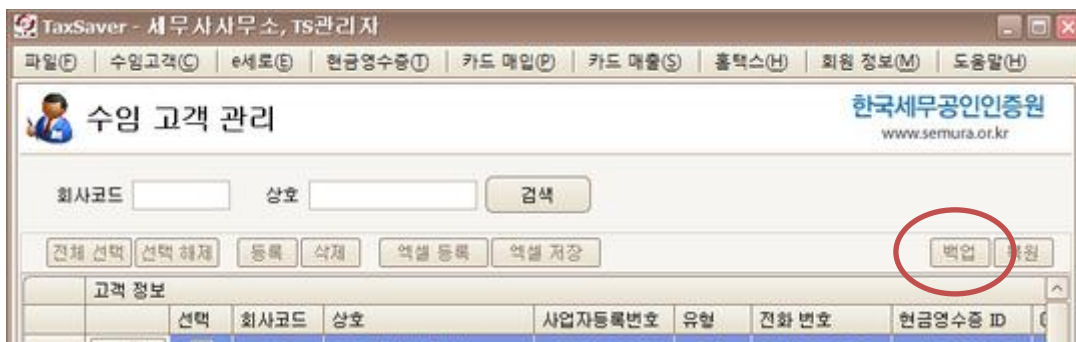 TaxSaver - 세무사사무소, TS관리자
파일(F) 수임고객(C) e세로(E) 현금영수증(T) 카드 매입(P) 카드 매출(S) 홈택스(H) 회원 정보(M) 도움말(H)
수임 고객 관리
한국세무공인인증원
www.semura.or.kr
회사코드 상호 검색
전체 선택 선택 해제 등록 삭제 엑셀 등록 엑셀 저장 백업 복원
고객 정보
선택 회사코드 상호 사업자등록번호 유형 전화 번호 현금영수증 ID